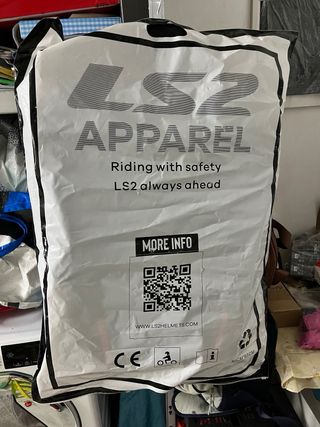 LS2
APPAREL
Riding with safety
LS2 always ahead
MORE INFO
WWW.LS2HELMETS.COM
CE
i